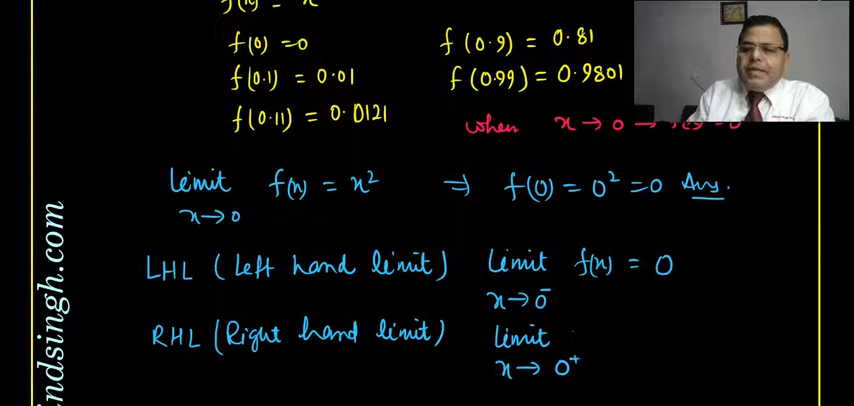 f(x) = x
f(0) = 0
f(0.9) = 0.81
f(0.1) = 0.01
f(0.99) = 0.9801
f(0.11) = 0.0121
when x → 0 →
limit f(x) = x² ⇒ f(0) = 0² = 0 Ans.
x → 0
LHL (Left hand limit) limit f(x) = 0
x → 0⁻
RHL (Right hand limit) limit
x → 0⁺
ndsingh.com